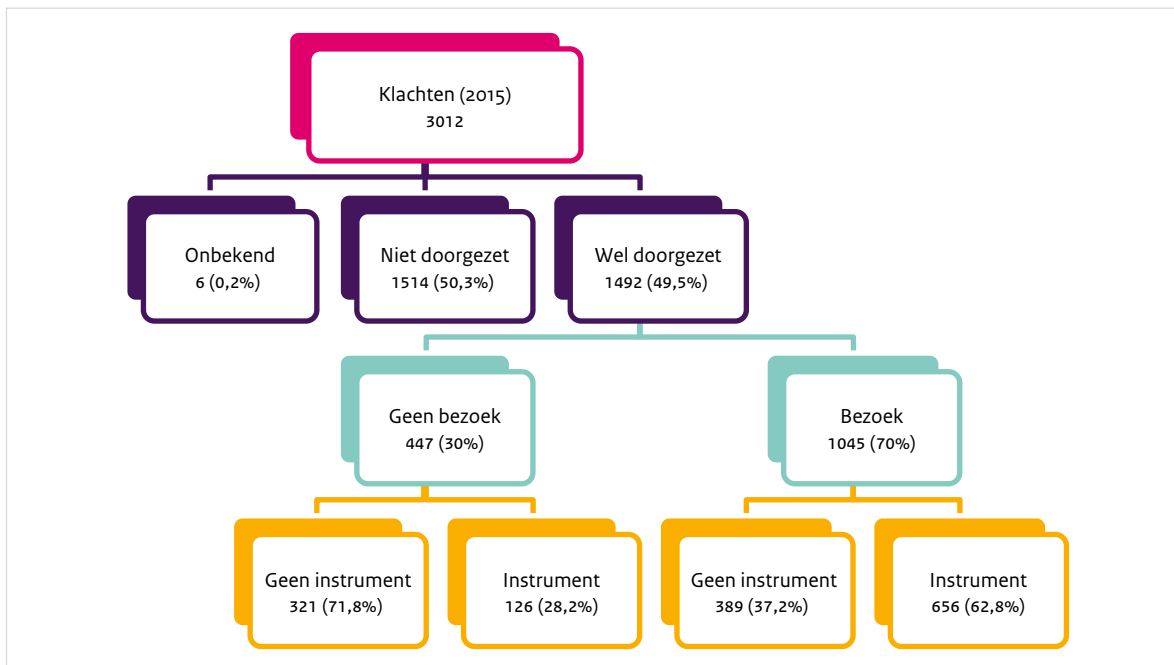 Klachten (2015)
3012
Onbekend
6 (0,2%)
Niet doorgezet
1514 (50,3%)
Wel doorgezet
1492 (49,5%)
Geen bezoek
447 (30%)
Bezoek
1045 (70%)
Geen instrument
321 (71,8%)
Instrument
126 (28,2%)
Geen instrument
389 (37,2%)
Instrument
656 (62,8%)